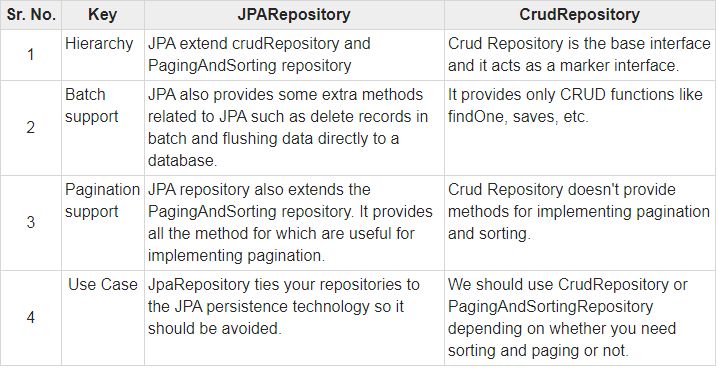 Sr. No. Key JPARepository CrudRepository
1 Hierarchy JPA extend crudRepository and PagingAndSorting repository Crud Repository is the base interface and it acts as a marker interface.
2 Batch support JPA also provides some extra methods related to JPA such as delete records in batch and flushing data directly to a database. It provides only CRUD functions like findOne, saves, etc.
3 Pagination support JPA repository also extends the PagingAndSorting repository. It provides all the method for which are useful for implementing pagination. Crud Repository doesn't provide methods for implementing pagination and sorting.
4 Use Case JpaRepository ties your repositories to the JPA persistence technology so it should be avoided. We should use CrudRepository or PagingAndSortingRepository depending on whether you need sorting and paging or not.